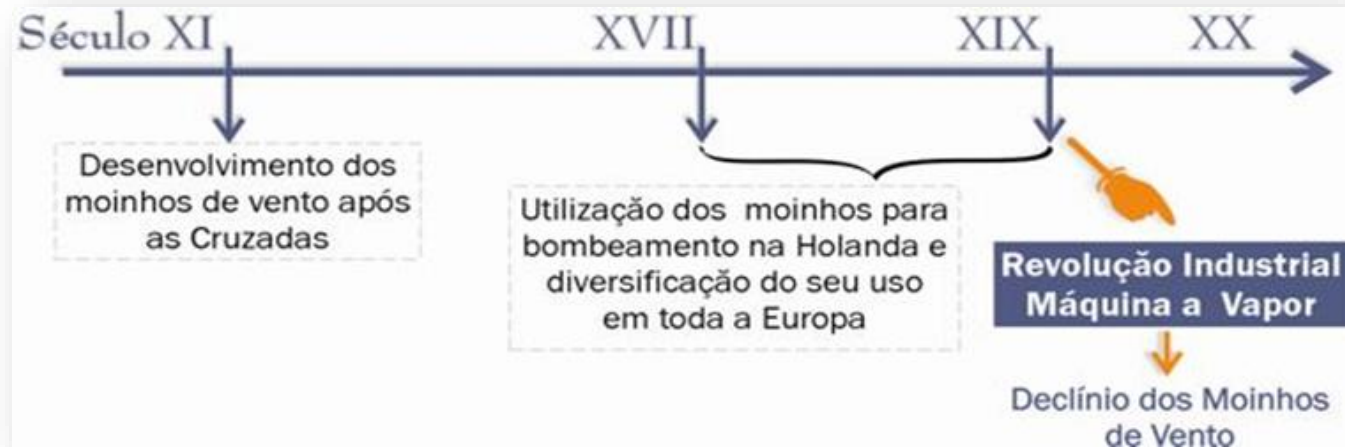 Século XI XVII XIX XX
Desenvolvimento dos
moinhos de vento após
as Cruzadas
Utilização dos moinhos para
bombeamento na Holanda e
diversificação do seu uso
em toda a Europa
Revolução Industrial
Máquina a Vapor
Declínio dos Moinhos
de Vento